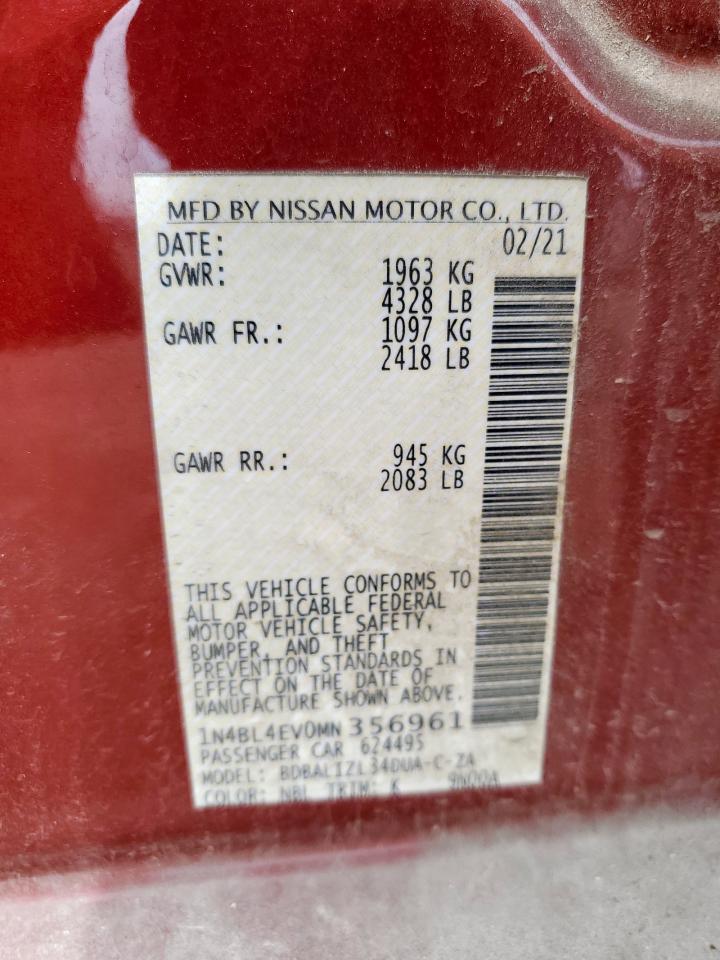 MFD BY NISSAN MOTOR CO., LTD.
DATE: 02/21
GVWR: 1963 KG
4328 LB
GAWR FR.: 1097 KG
2418 LB
GAWR RR.: 945 KG
2083 LB
THIS VEHICLE CONFORMS TO
ALL APPLICABLE FEDERAL
MOTOR VEHICLE SAFETY,
BUMPER, AND THEFT
PREVENTION STANDARDS IN
EFFECT ON THE DATE OF
MANUFACTURE SHOWN ABOVE.
1N4BL4EV0MN356961
PASSENGER CAR 624495
MODEL: BDBALIZL34DUA-C-ZA
COLOR: NBL TRIM: K